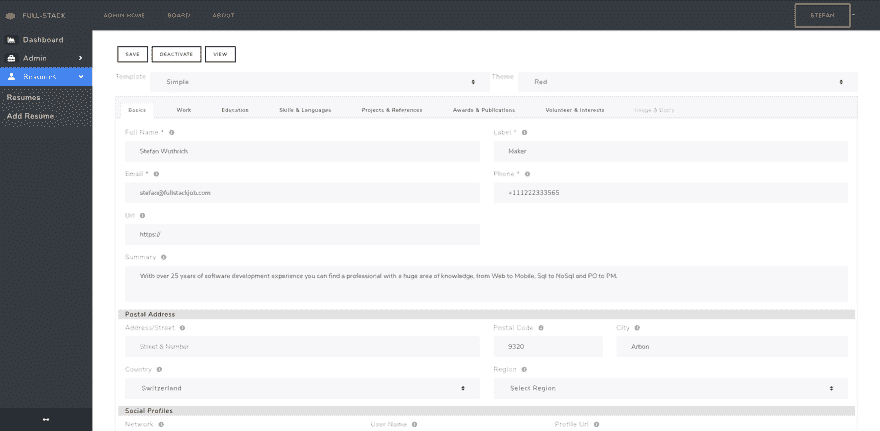 FULL-STACK ADMIN HOME BOARD ABOUT STEFAN
Dashboard
Admin
Resumes
Resumes
Add Resume
SAVE DEACTIVATE VIEW
Template Simple Theme Red
Basics Work Education Skills & Languages Projects & References Awards & Publications Volunteer & Interests Image & Story
Full Name * Label *
Stefan Wuthrich Maker
Email * Phone *
stefan@fullstackjob.com +111222333565
Url
https://
Summary
With over 25 years of software development experience you can find a professional with a huge area of knowledge, from Web to Mobile, Sql to NoSql and PO to PM.
Postal Address
Address/Street Postal Code City
Street & Number 9320 Arbon
Country Region
Switzerland Select Region
Social Profiles
Network User Name Profile Url